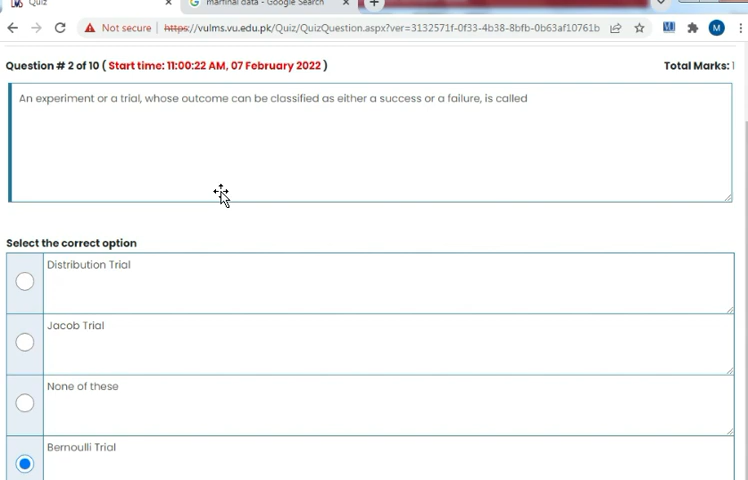 Quiz
marfinal data - Google Search
Not secure | https://vulms.vu.edu.pk/Quiz/QuizQuestion.aspx?ver=3132571f-0f33-4b38-8bfb-0b63af10761b
M
Question # 2 of 10 ( Start time: 11:00:22 AM, 07 February 2022 )
Total Marks: 1
An experiment or a trial, whose outcome can be classified as either a success or a failure, is called
Select the correct option
Distribution Trial
Jacob Trial
None of these
Bernoulli Trial